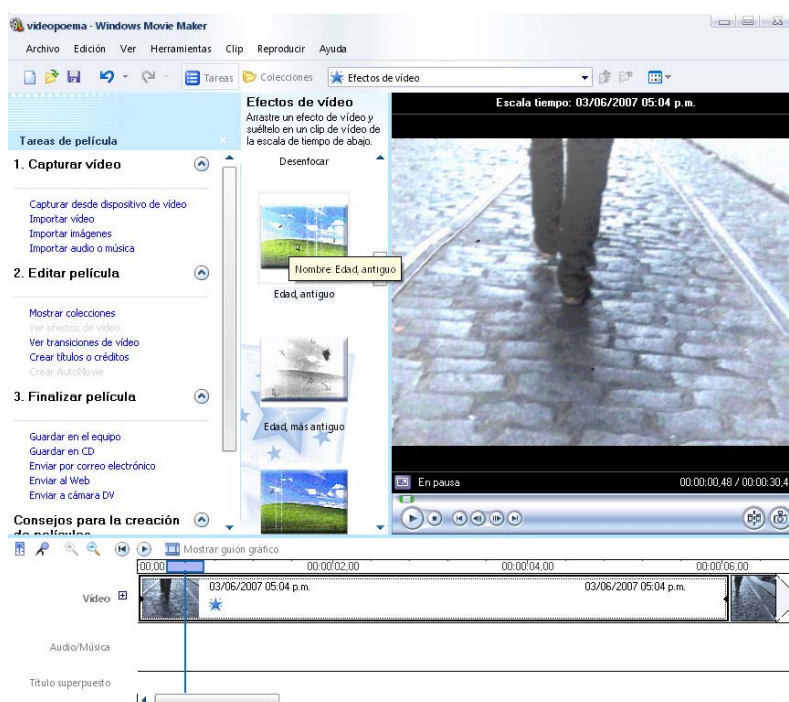 videopoema - Windows Movie Maker
Archivo Edición Ver Herramientas Clip Reproducir Ayuda
Tareas Colecciones Efectos de vídeo
Tareas de película
1. Capturar vídeo
Capturar desde dispositivo de vídeo
Importar vídeo
Importar imágenes
Importar audio o música
2. Editar película
Mostrar colecciones
Ver efectos de vídeo
Ver transiciones de vídeo
Crear títulos o créditos
Crear AutoMovie
3. Finalizar película
Guardar en el equipo
Guardar en CD
Enviar por correo electrónico
Enviar al Web
Enviar a cámara DV
Consejos para la creación
de películas
Efectos de vídeo
Arrastre un efecto de vídeo y
suéltelo en un clip de vídeo de
la escala de tiempo de abajo.
Desenfocar
Nombre: Edad, antiguo
Edad, antiguo
Edad, más antiguo
Escala tiempo: 03/06/2007 05:04 p.m.
En pausa 00:00:00,48 / 00:00:30,4
Mostrar guión gráfico
00,00 00:00:02,00 00:00:04,00 00:00:06,00
Vídeo 03/06/2007 05:04 p.m. 03/06/2007 05:04 p.m.
Audio/Música
Título superpuesto